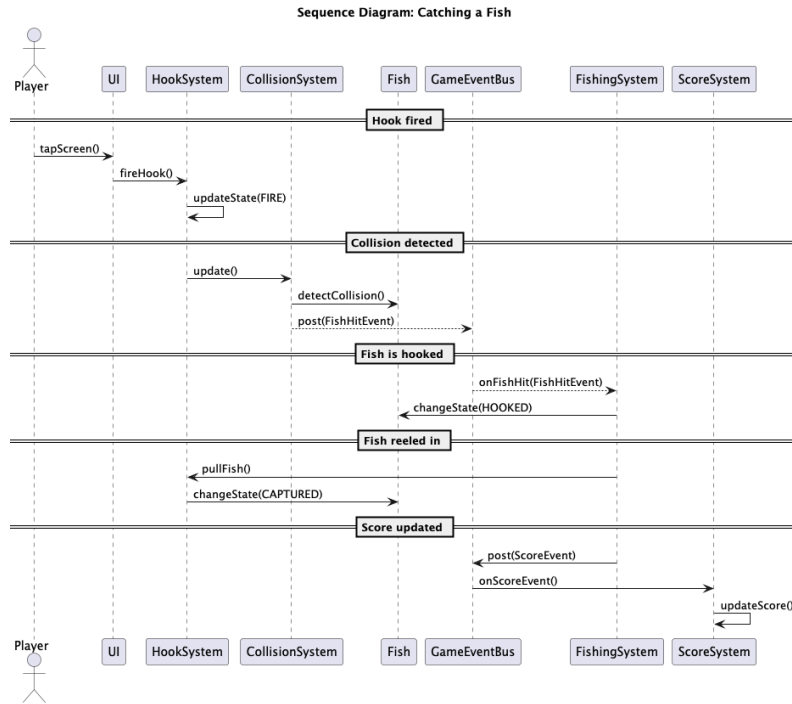 Sequence Diagram: Catching a Fish
Player
UI
HookSystem
CollisionSystem
Fish
GameEventBus
FishingSystem
ScoreSystem
Hook fired
tapScreen()
fireHook()
updateState(FIRE)
Collision detected
update()
detectCollision()
post(FishHitEvent)
Fish is hooked
onFishHit(FishHitEvent)
changeState(HOOKED)
Fish reeled in
pullFish()
changeState(CAPTURED)
Score updated
post(ScoreEvent)
onScoreEvent()
updateScore()
Player
UI
HookSystem
CollisionSystem
Fish
GameEventBus
FishingSystem
ScoreSystem